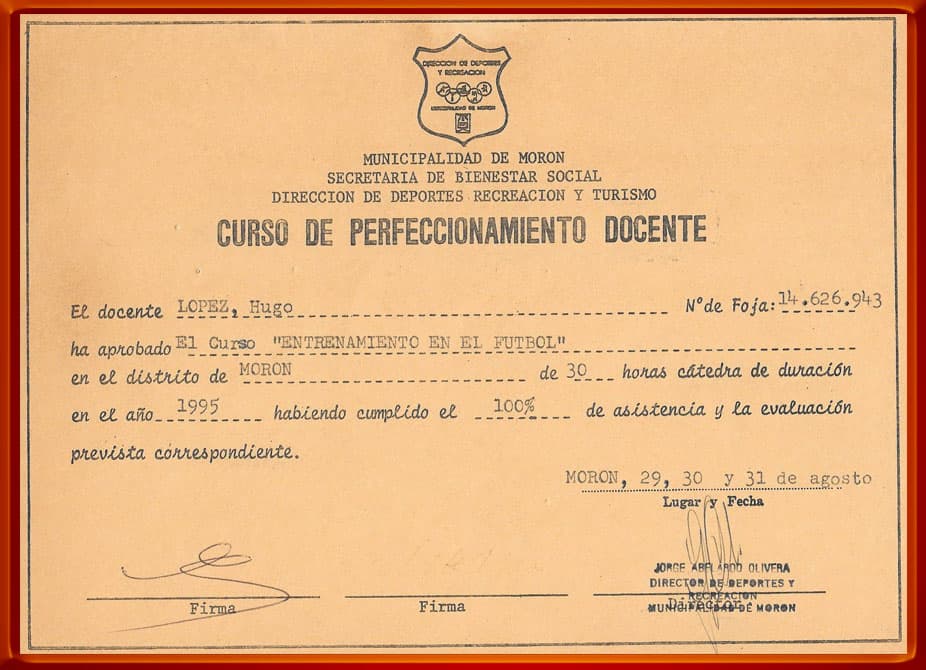 DIRECCION DE DEPORTES
Y RECREACION
MUNICIPALIDAD DE MORON
MUNICIPALIDAD DE MORON
SECRETARIA DE BIENESTAR SOCIAL
DIRECCION DE DEPORTES RECREACION Y TURISMO
CURSO DE PERFECCIONAMIENTO DOCENTE
El docente LOPEZ, Hugo N° de Foja: 14.626.943
ha aprobado El Curso "ENTRENAMIENTO EN EL FUTBOL"
en el distrito de MORON de 30 horas cátedra de duración
en el año 1995 habiendo cumplido el 100% de asistencia y la evaluación
prevista correspondiente.
MORON, 29, 30 y 31 de agosto
Lugar y Fecha
JORGE ABELARDO OLIVERA
DIRECTOR DE DEPORTES Y
RECREACION
MUNICIPALIDAD DE MORON
Firma Firma Director